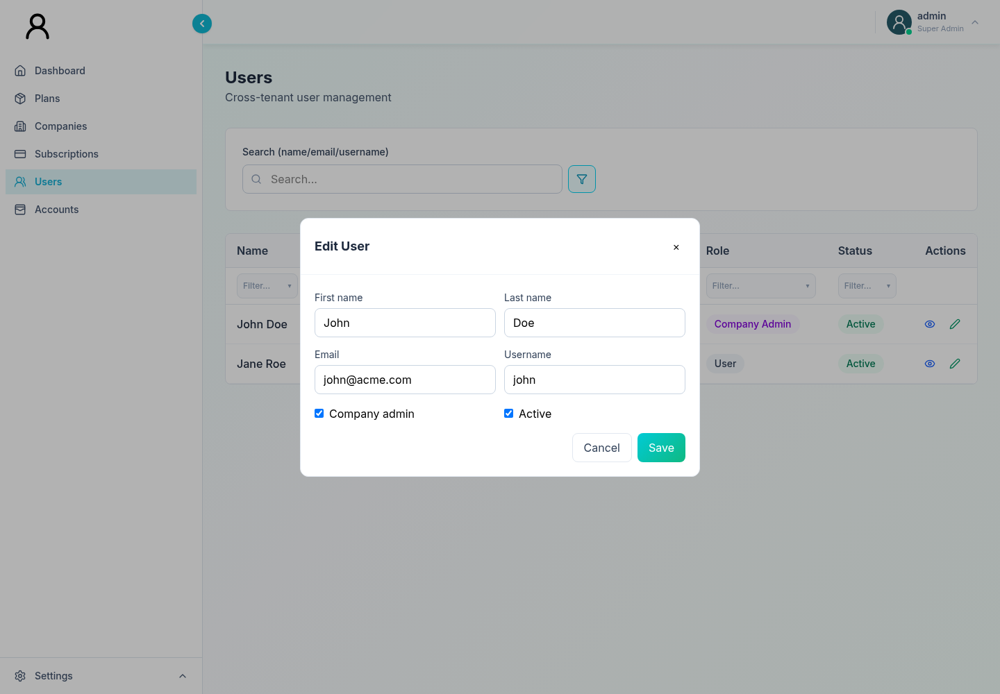 admin
Super Admin
Dashboard
Plans
Companies
Subscriptions
Users
Accounts
Settings
Users
Cross-tenant user management
Search (name/email/username)
Search...
Name
Role
Status
Actions
Filter...
Filter...
Filter...
John Doe
Company Admin
Active
Jane Roe
User
Active
Edit User
×
First name
Last name
John
Doe
Email
Username
john@acme.com
john
Company admin
Active
Cancel
Save